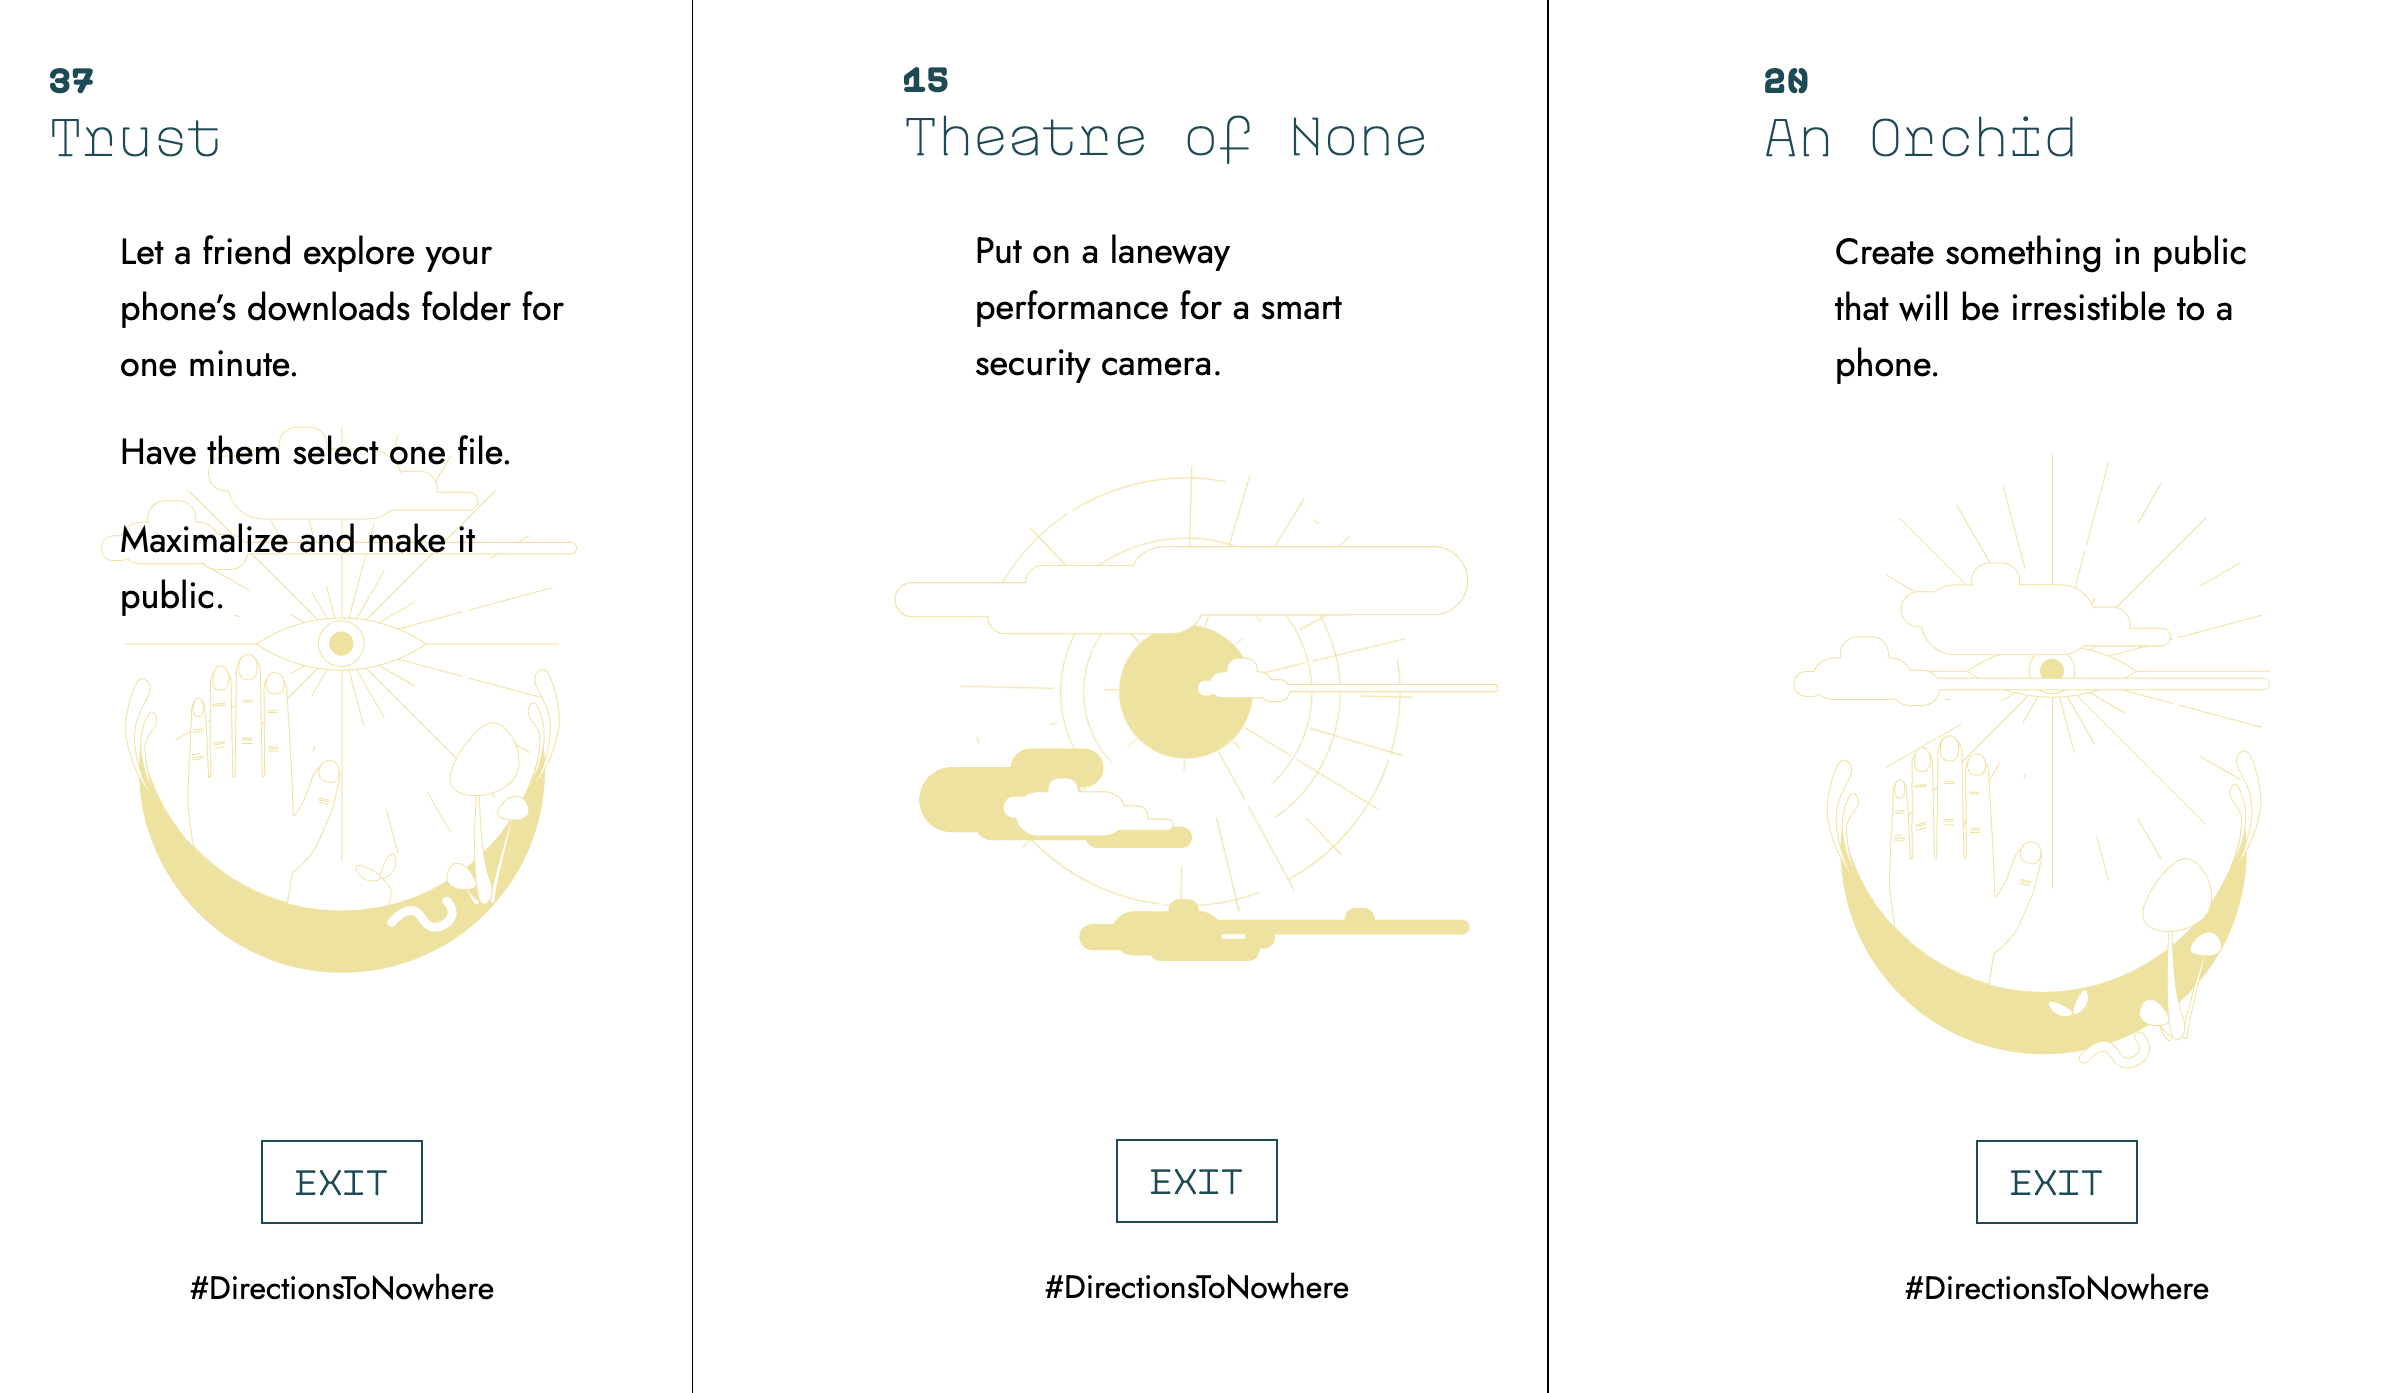 37
Trust
Let a friend explore your
phone's downloads folder for
one minute.
Have them select one file.
Maximalize and make it
public.
EXIT
#DirectionsToNowhere
15
Theatre of None
Put on a laneway
performance for a smart
security camera.
EXIT
#DirectionsToNowhere
20
An Orchid
Create something in public
that will be irresistible to a
phone.
EXIT
#DirectionsToNowhere